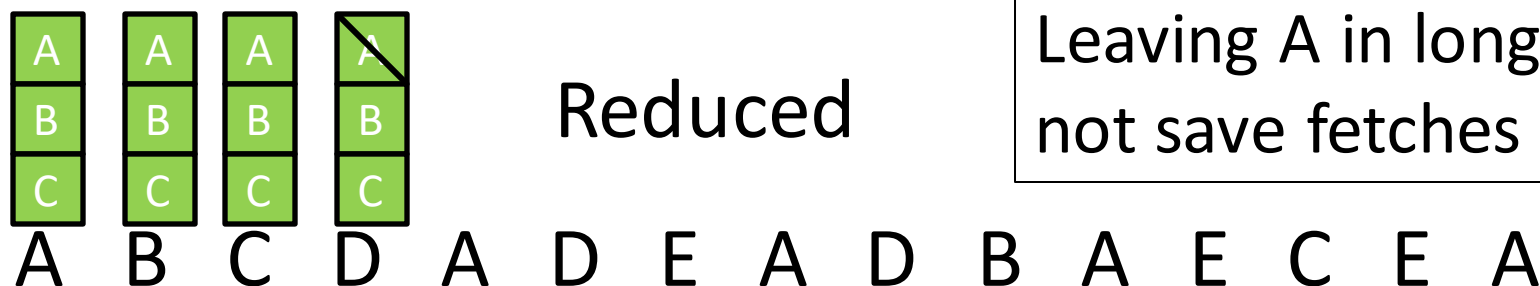 A A A A
B B B B
C C C C
Reduced
Leaving A in long
not save fetches
A B C D A D E A D B A E C E A